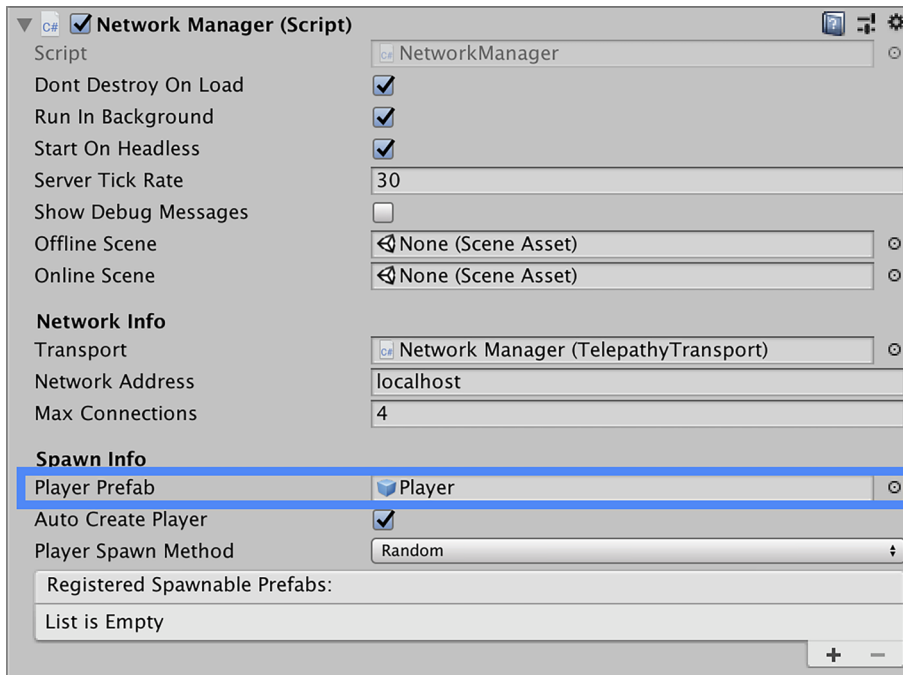 Network Manager (Script)
Script NetworkManager
Dont Destroy On Load
Run In Background
Start On Headless
Server Tick Rate 30
Show Debug Messages
Offline Scene None (Scene Asset)
Online Scene None (Scene Asset)
Network Info
Transport Network Manager (TelepathyTransport)
Network Address localhost
Max Connections 4
Spawn Info
Player Prefab Player
Auto Create Player
Player Spawn Method Random
Registered Spawnable Prefabs:
List is Empty